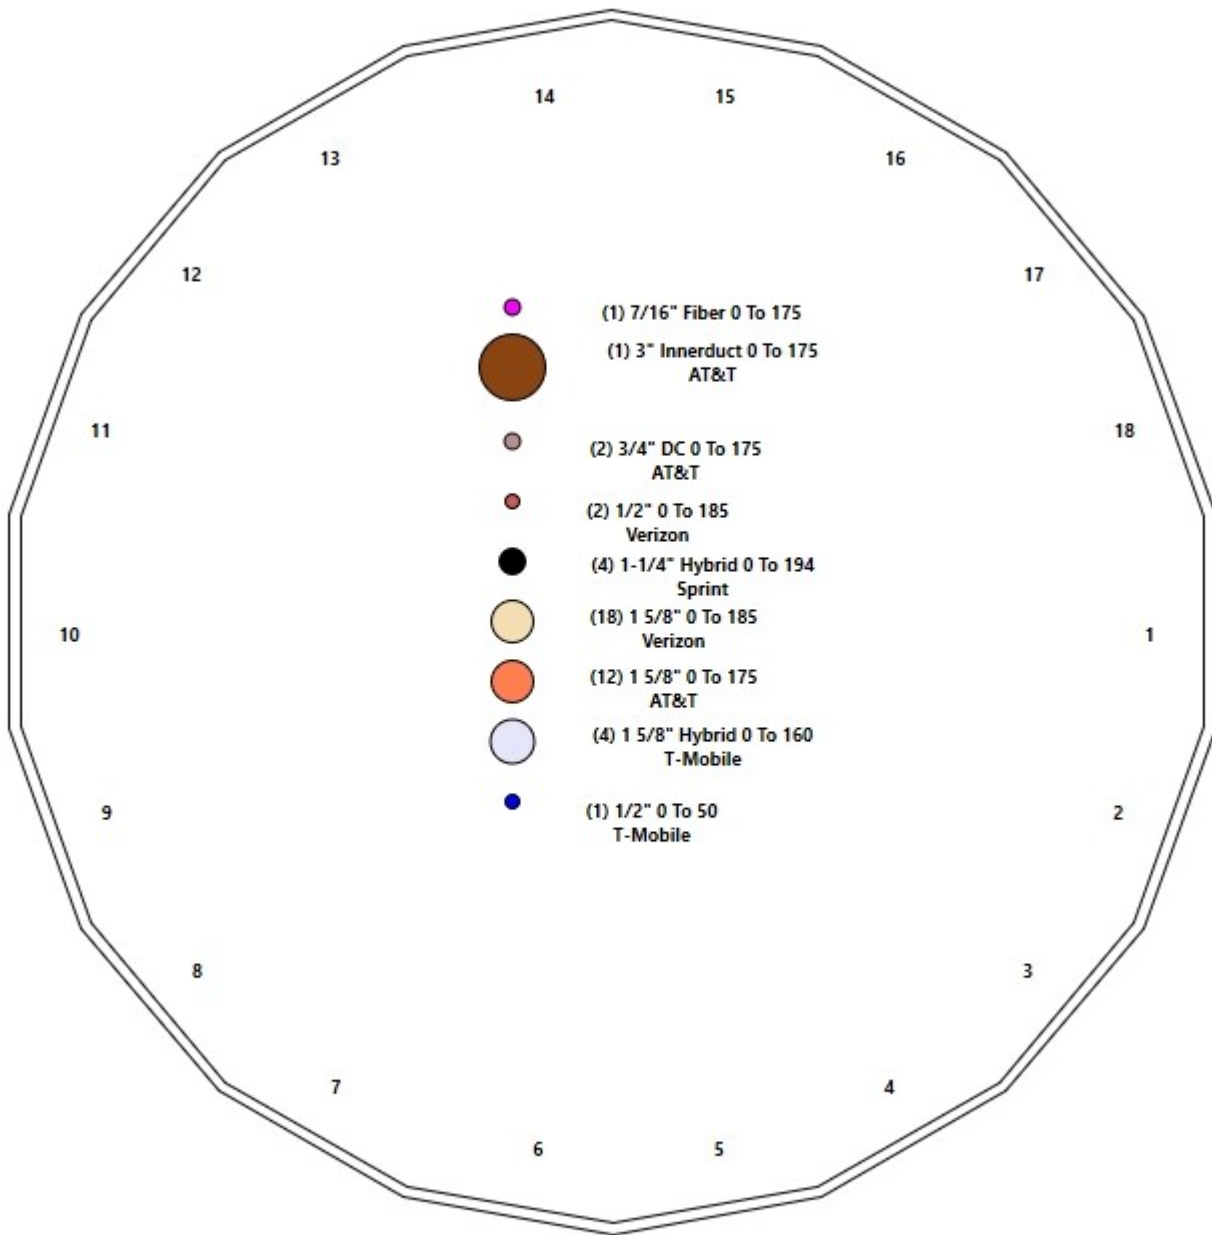 14
15
13
16
12
17
(1) 7/16" Fiber 0 To 175
(1) 3" Innerduct 0 To 175
AT&T
11
18
(2) 3/4" DC 0 To 175
AT&T
(2) 1/2" 0 To 185
Verizon
(4) 1-1/4" Hybrid 0 To 194
Sprint
(18) 1 5/8" 0 To 185
Verizon
10
1
(12) 1 5/8" 0 To 175
AT&T
(4) 1 5/8" Hybrid 0 To 160
T-Mobile
9
2
(1) 1/2" 0 To 50
T-Mobile
8
3
7
4
6
5